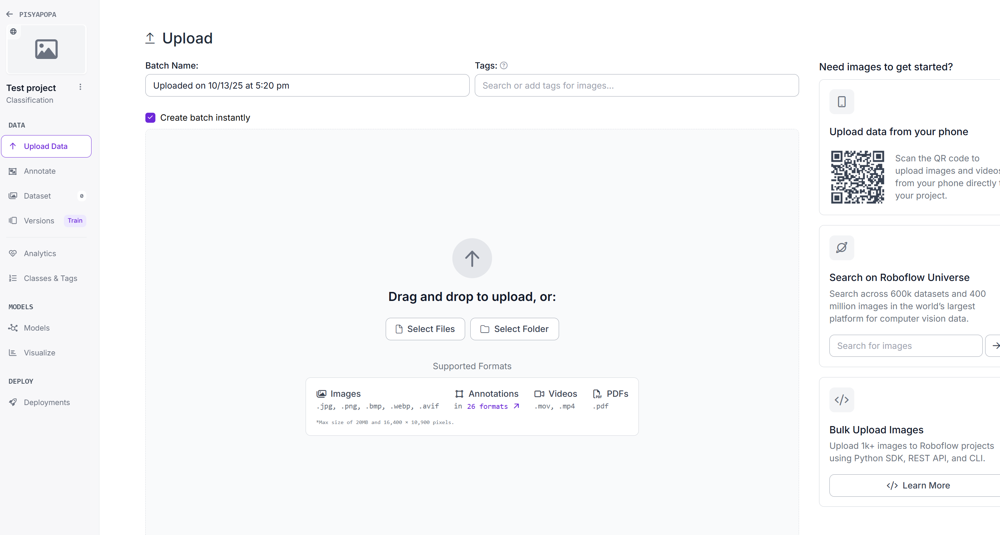 PISYAPOPA
Test project
Classification
DATA
Upload Data
Annotate
Dataset 0
Versions Train
Analytics
Classes & Tags
MODELS
Models
Visualize
DEPLOY
Deployments
Upload
Batch Name:
Uploaded on 10/13/25 at 5:20 pm
Tags:
Search or add tags for images...
Create batch instantly
Drag and drop to upload, or:
Select Files
Select Folder
Supported Formats
Images
.jpg, .png, .bmp, .webp, .avif
Annotations
in 26 formats
Videos
.mov, .mp4
PDFs
.pdf
*Max size of 20MB and 16,400 × 10,900 pixels.
Need images to get started?
Upload data from your phone
Scan the QR code to
upload images and videos
from your phone directly
your project.
Search on Roboflow Universe
Search across 600k datasets and 400
million images in the world’s largest
platform for computer vision data.
Search for images
Bulk Upload Images
Upload 1k+ images to Roboflow projects
using Python SDK, REST API, and CLI.
</> Learn More